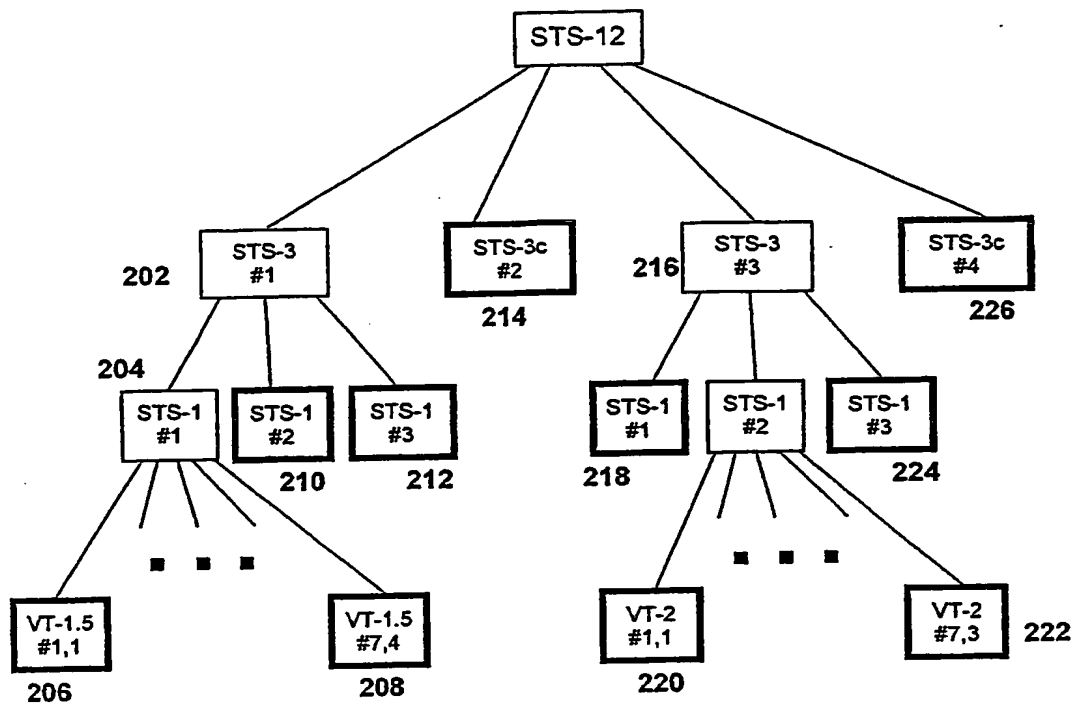 STS-12
STS-3
#1
202
STS-3c
#2
214
STS-3
#3
216
STS-3c
#4
226
204
STS-1
#1
STS-1
#2
210
STS-1
#3
212
STS-1
#1
218
STS-1
#2
STS-1
#3
224
VT-1.5
#1,1
206
VT-1.5
#7,4
208
VT-2
#1,1
220
VT-2
#7,3
222